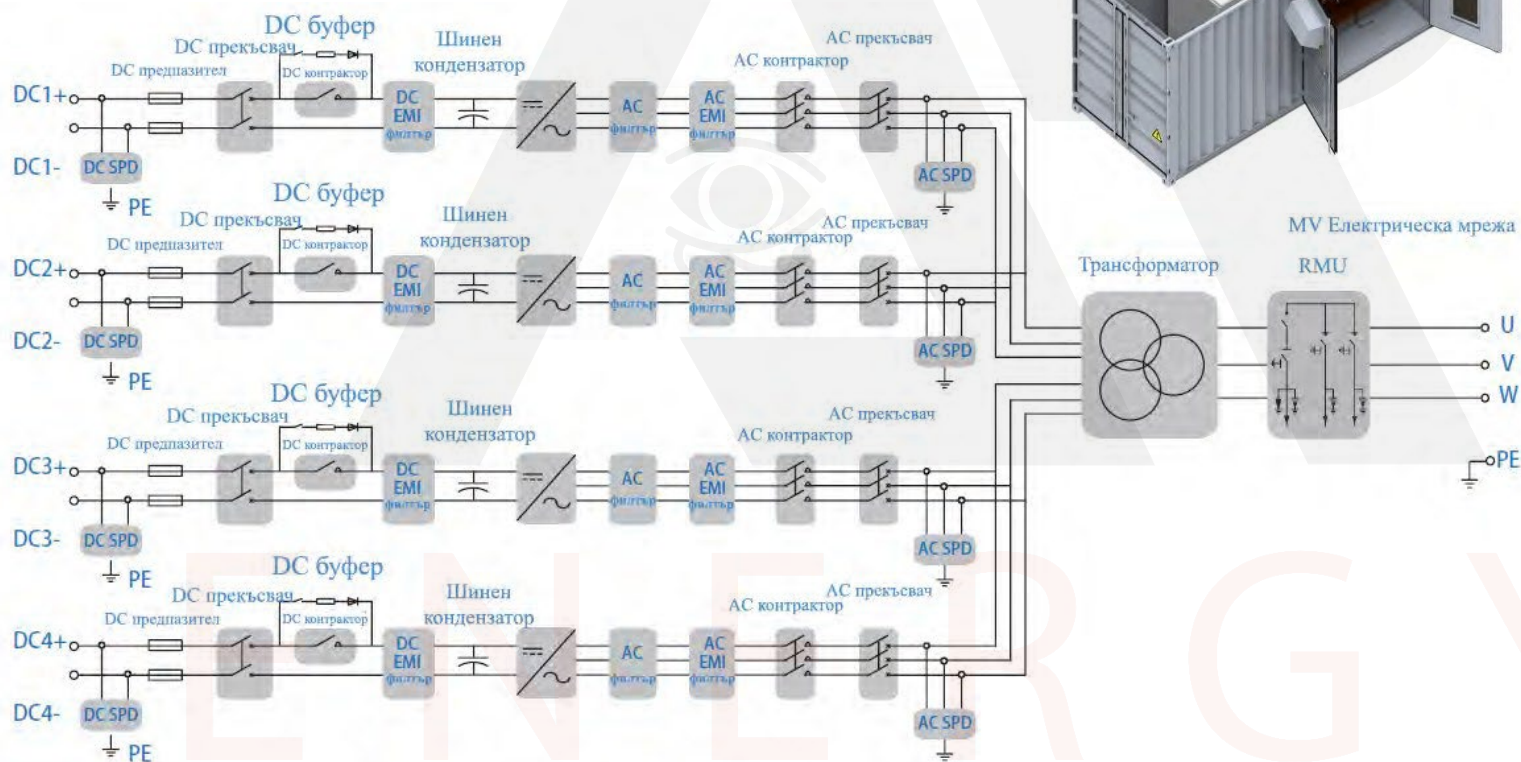 DC буфер
DC прекъсвач
Шинен
кондензатор
AC прекъсвач
AC контрактор
DC предпазител
DC контрактор
DC1+
DC
EMI
филтър
AC
филтър
AC
EMI
филтър
DC1-
DC SPD
AC SPD
PE
DC буфер
DC прекъсвач
Шинен
кондензатор
AC прекъсвач
AC контрактор
DC предпазител
DC контрактор
DC2+
DC
EMI
филтър
AC
филтър
AC
EMI
филтър
DC2-
DC SPD
AC SPD
PE
MV Електрическа мрежа
Трансформатор
RMU
U
V
W
PE
DC буфер
DC прекъсвач
Шинен
кондензатор
AC прекъсвач
AC контрактор
DC предпазител
DC контрактор
DC3+
DC
EMI
филтър
AC
филтър
AC
EMI
филтър
DC3-
DC SPD
AC SPD
PE
DC буфер
DC прекъсвач
Шинен
кондензатор
AC прекъсвач
AC контрактор
DC предпазител
DC контрактор
DC4+
DC
EMI
филтър
AC
филтър
AC
EMI
филтър
DC4-
DC SPD
AC SPD
PE
ENERGY